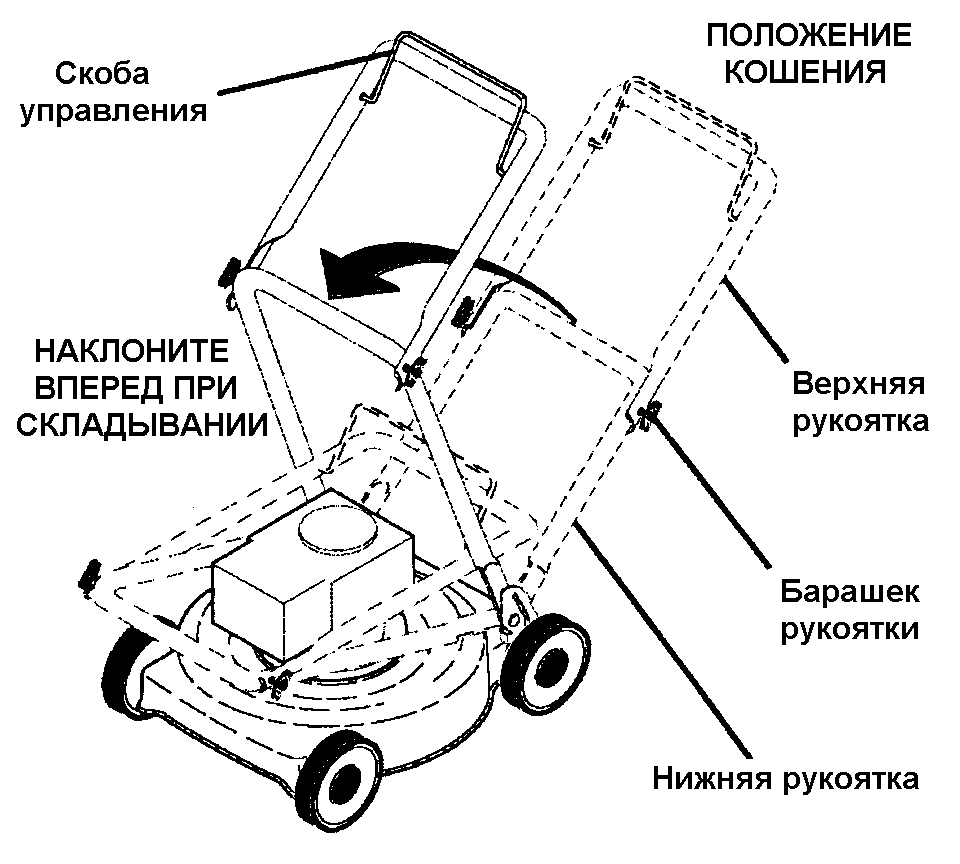 ПОЛОЖЕНИЕ
КОШЕНИЯ
Скоба
управления
НАКЛОНИТЕ
ВПЕРЕД ПРИ
СКЛАДЫВАНИИ
Верхняя
рукоятка
Барашек
рукоятки
Нижняя рукоятка